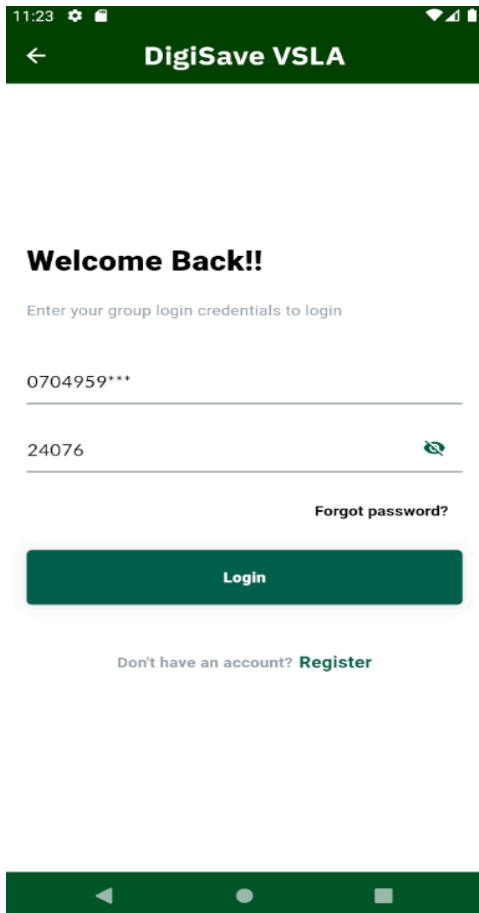 11:23
DigiSave VSLA
Welcome Back!!
Enter your group login credentials to login
0704959***
24076
Forgot password?
Login
Don't have an account? Register